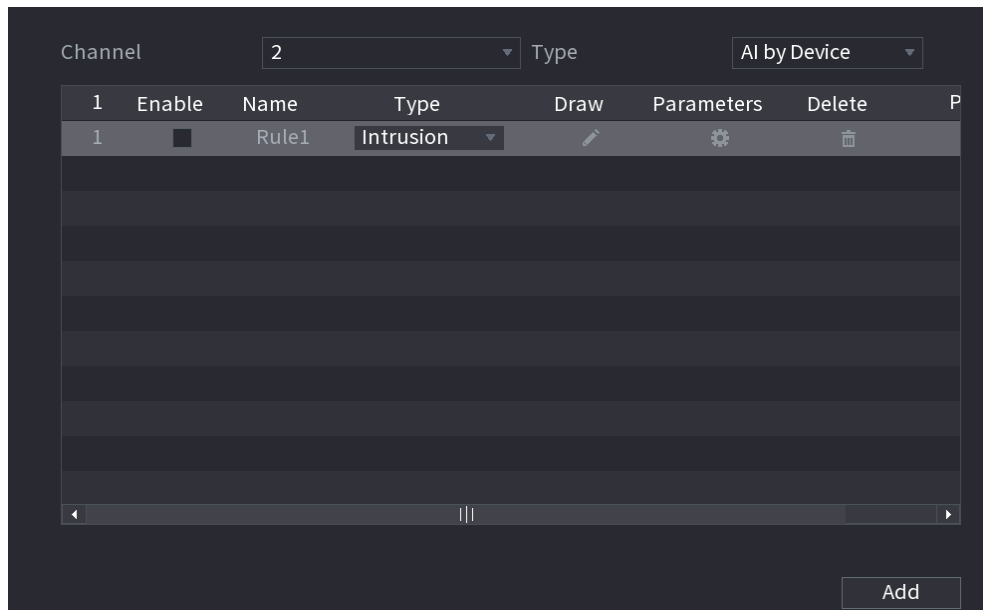 Channel 2 Type AI by Device
1 Enable Name Type Draw Parameters Delete P
1 Rule1 Intrusion
Add